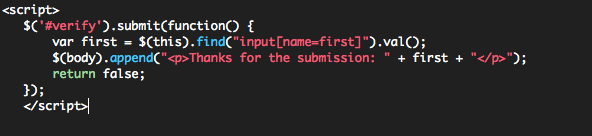 <script>
$('#verify').submit(function() {
var first = $(this).find("input[name=first]").val();
$(body).append("<p>Thanks for the submission: " + first + "</p>");
return false;
});
</script>